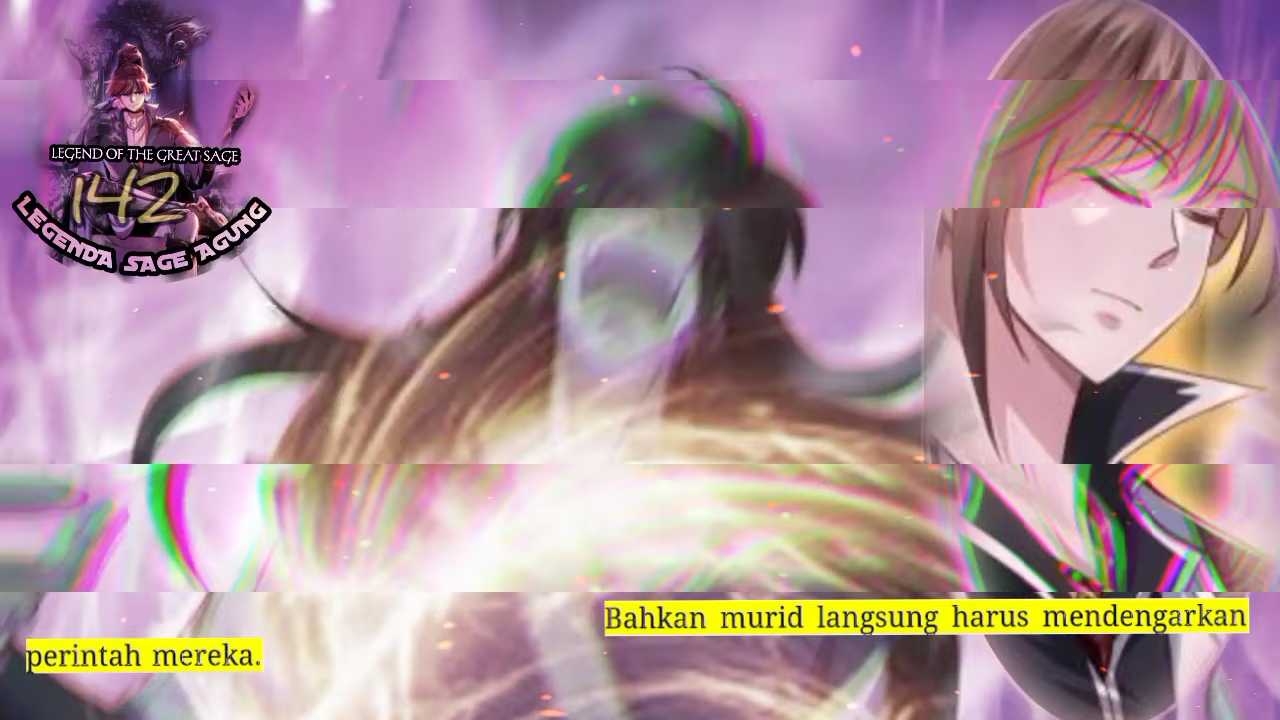 LEGEND OF THE GREAT SAGE
142
LEGENDA SAGE AGUNG
Bahkan murid langsung harus mendengarkan
perintah mereka.